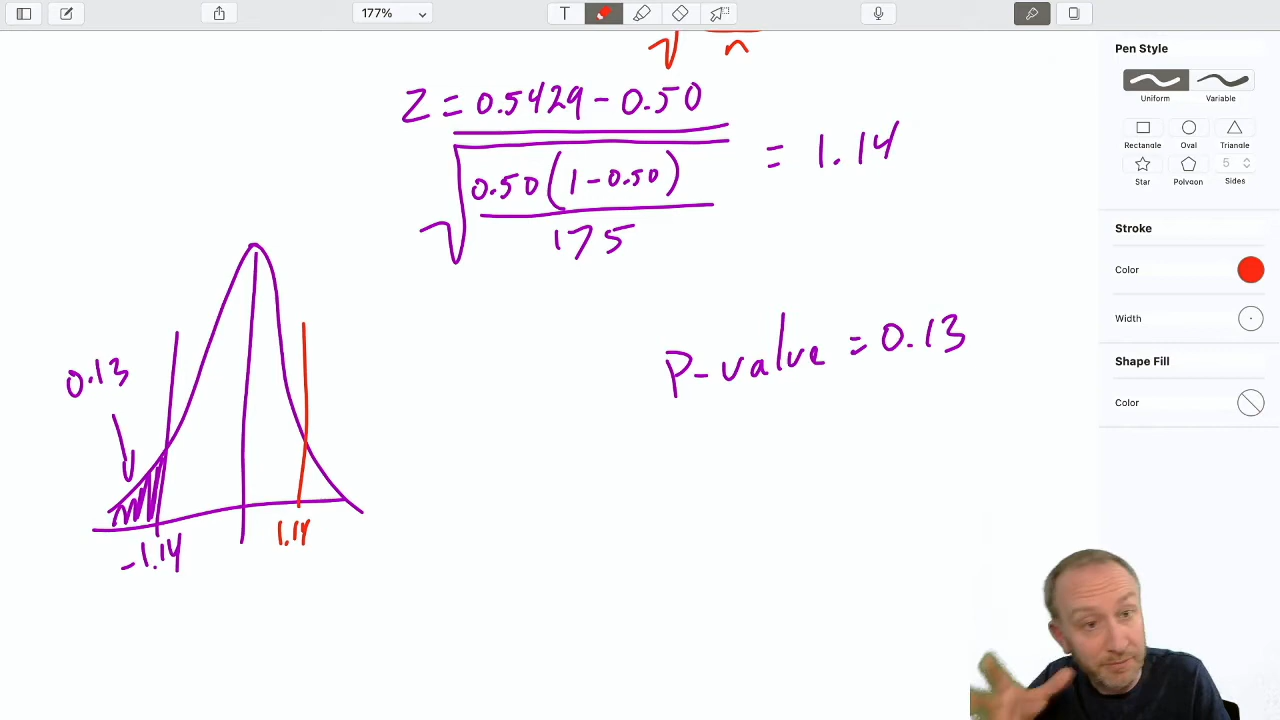 177%
T
Pen Style
Uniform Variable
Rectangle Oval Triangle
5
Star Polygon Sides
Stroke
Color
Width
Shape Fill
Color
n
Z = 0.5429 - 0.50
0.50 (1 - 0.50)
175
= 1.14
P-value = 0.13
0.13
-1.14
1.14